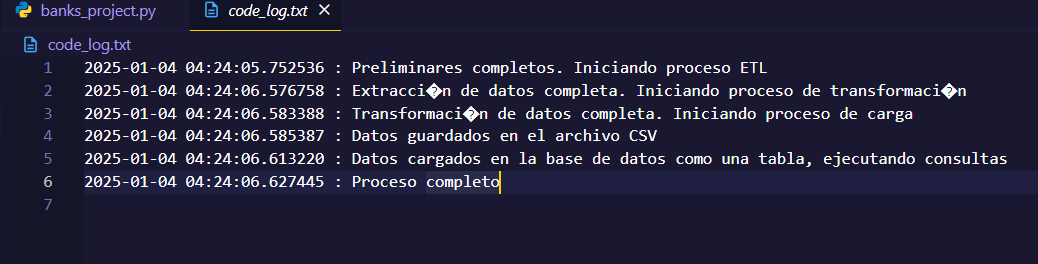 banks_project.py
code_log.txt
code_log.txt
1 2025-01-04 04:24:05.752536 : Preliminares completos. Iniciando proceso ETL
2 2025-01-04 04:24:06.576758 : Extracci�n de datos completa. Iniciando proceso de transformaci�n
3 2025-01-04 04:24:06.583388 : Transformaci�n de datos completa. Iniciando proceso de carga
4 2025-01-04 04:24:06.585387 : Datos guardados en el archivo CSV
5 2025-01-04 04:24:06.613220 : Datos cargados en la base de datos como una tabla, ejecutando consultas
6 2025-01-04 04:24:06.627445 : Proceso completo
7